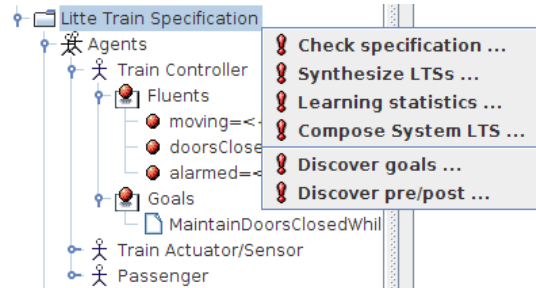 Litte Train Specification
Agents
Train Controller
Fluents
moving=<
doorsClose
alarmed=<
Goals
MaintainDoorsClosedWhil
Train Actuator/Sensor
Passenger
Check specification ...
Synthesize LTSs ...
Learning statistics ...
Compose System LTS ...
Discover goals ...
Discover pre/post ...